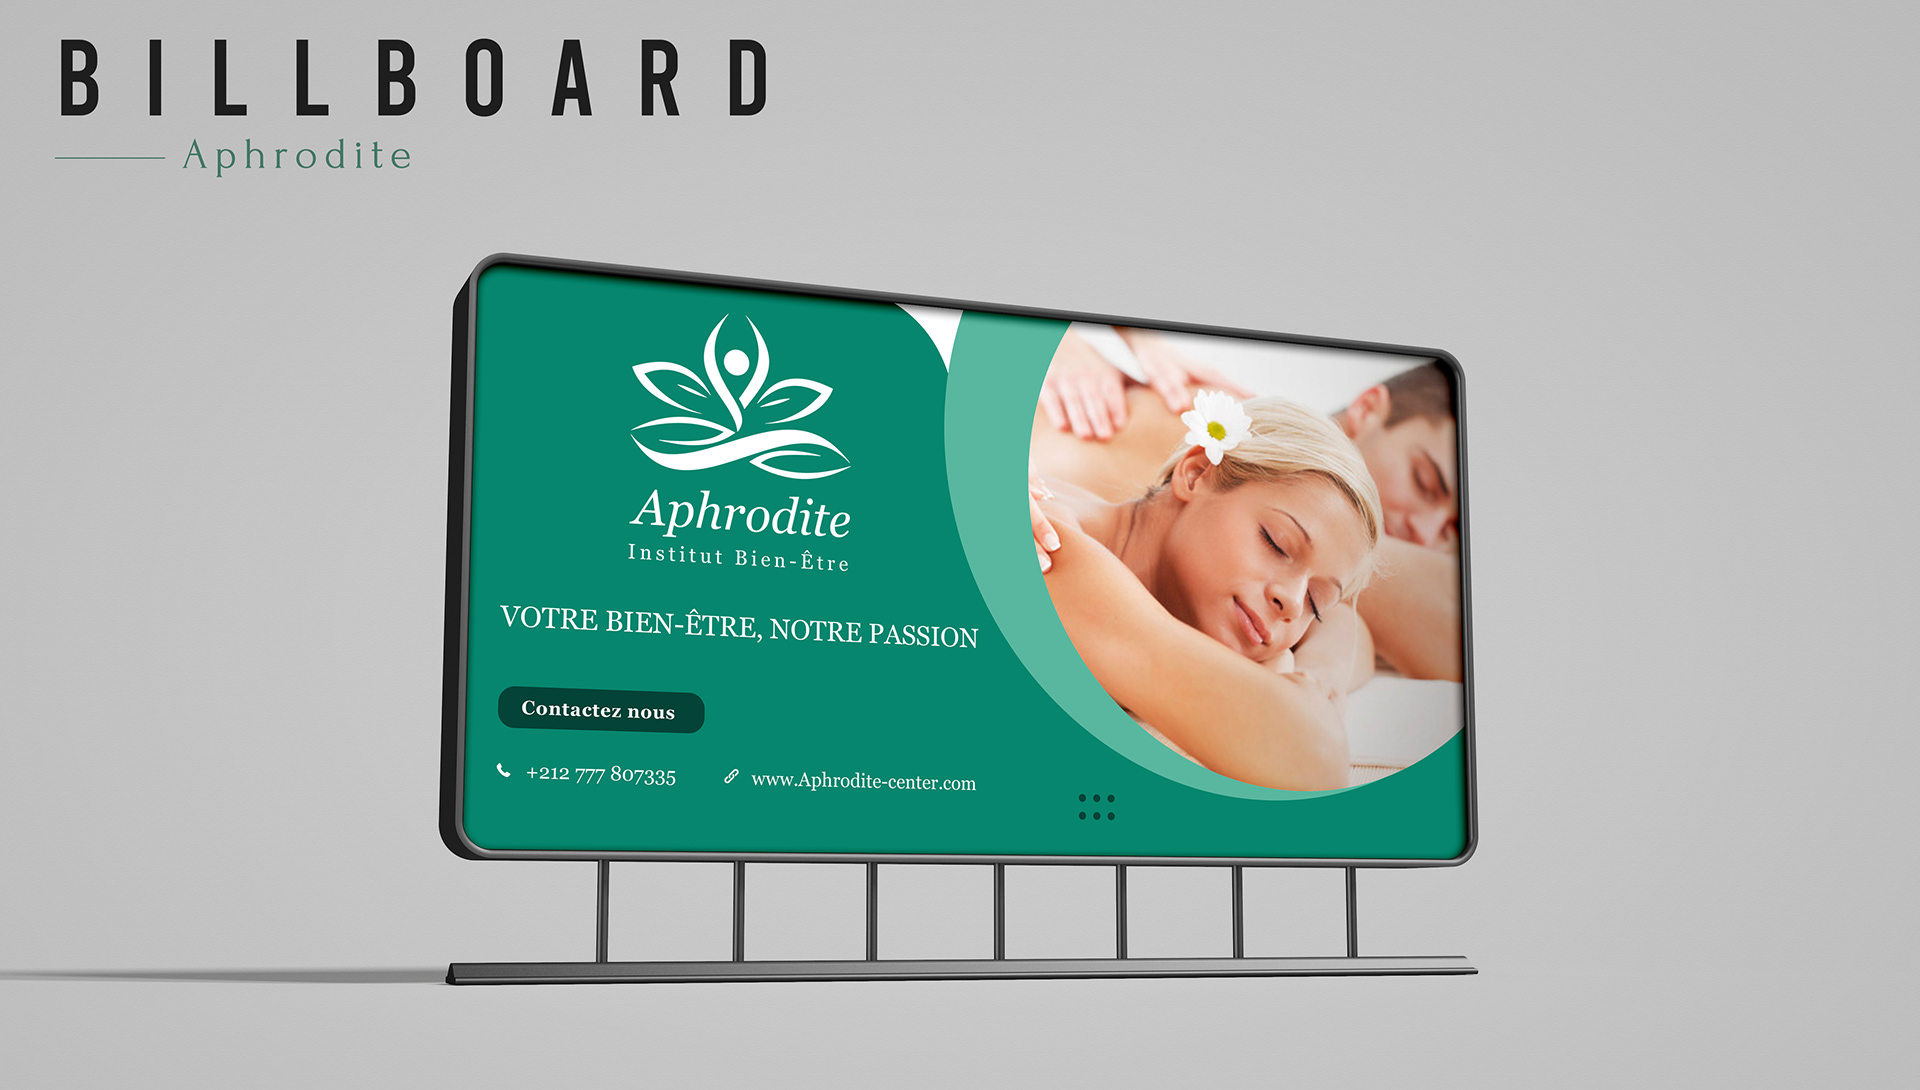 BILLBOARD
Aphrodite
Aphrodite
Institut Bien-Être
VOTRE BIEN-ÊTRE, NOTRE PASSION
Contactez nous
+212 777 807335
www.Aphrodite-center.com